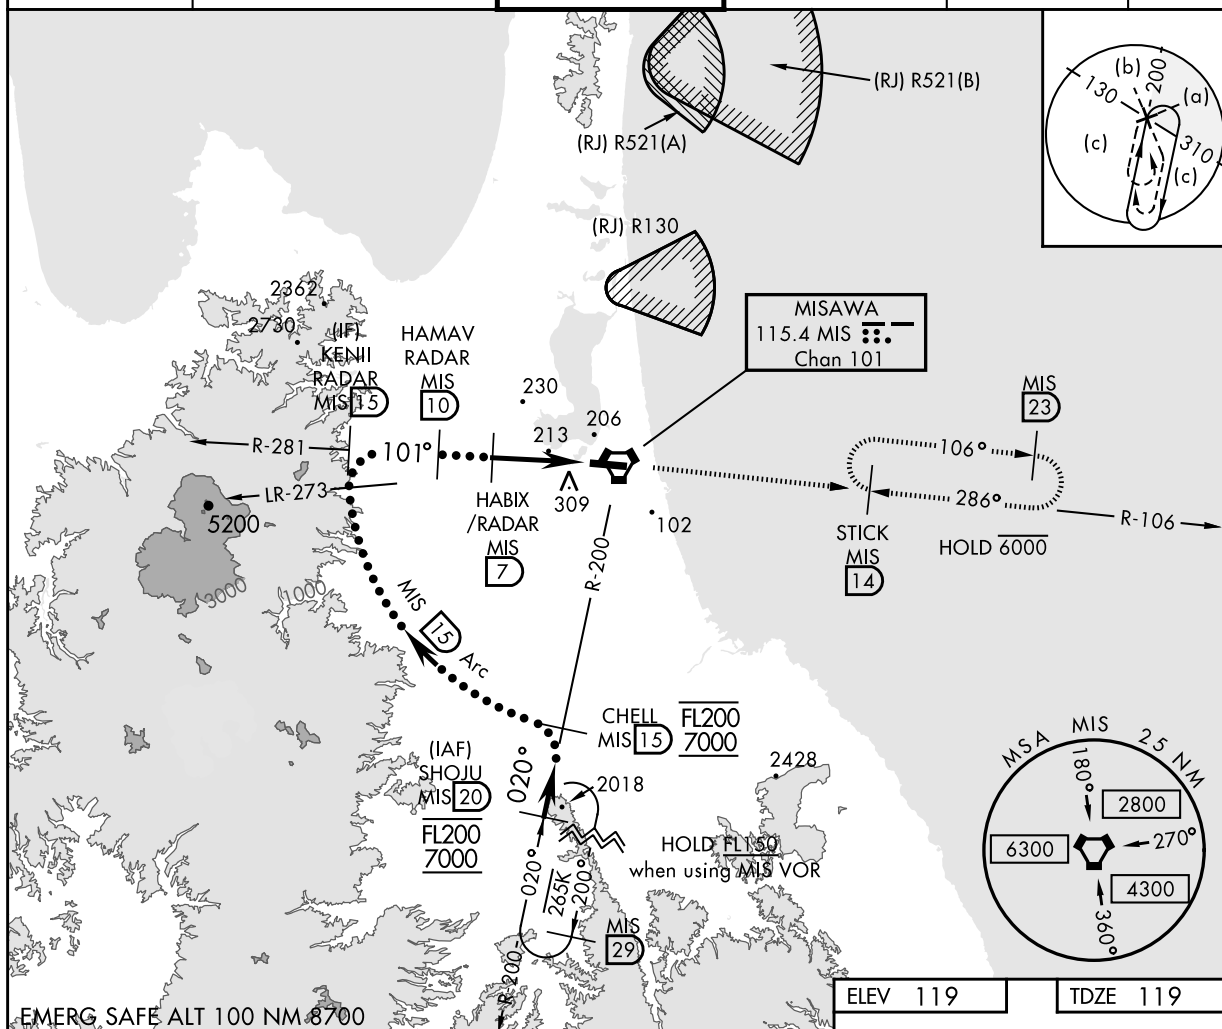 (RJ) R521(B)
(RJ) R521(A)
(RJ) R130
(b)
200
130
(a)
(c)
310
(c)
MISAWA
115.4 MIS
Chan 101
2362
2730
(IF)
KENII
RADAR
MIS 15
HAMAV
RADAR
MIS
10
230
206
213
MIS
23
R-281
101°
106°
LR-273
5200
HABIX
/RADAR
MIS
7
309
102
286°
R-106
STICK
MIS
14
HOLD 6000
R-200
3000
1000
MIS 15 Arc
CHELL
MIS 15
FL200
7000
(IAF)
SHOJU
MIS 20
FL200
7000
020°
2018
2428
HOLD FL150
when using MIS VOR
020°
265K
200°
MIS
29
R-200
MSA MIS 25 NM
180°
2800
6300
270°
4300
360°
ELEV 119
TDZE 119
EMERG SAFE ALT 100 NM 8700